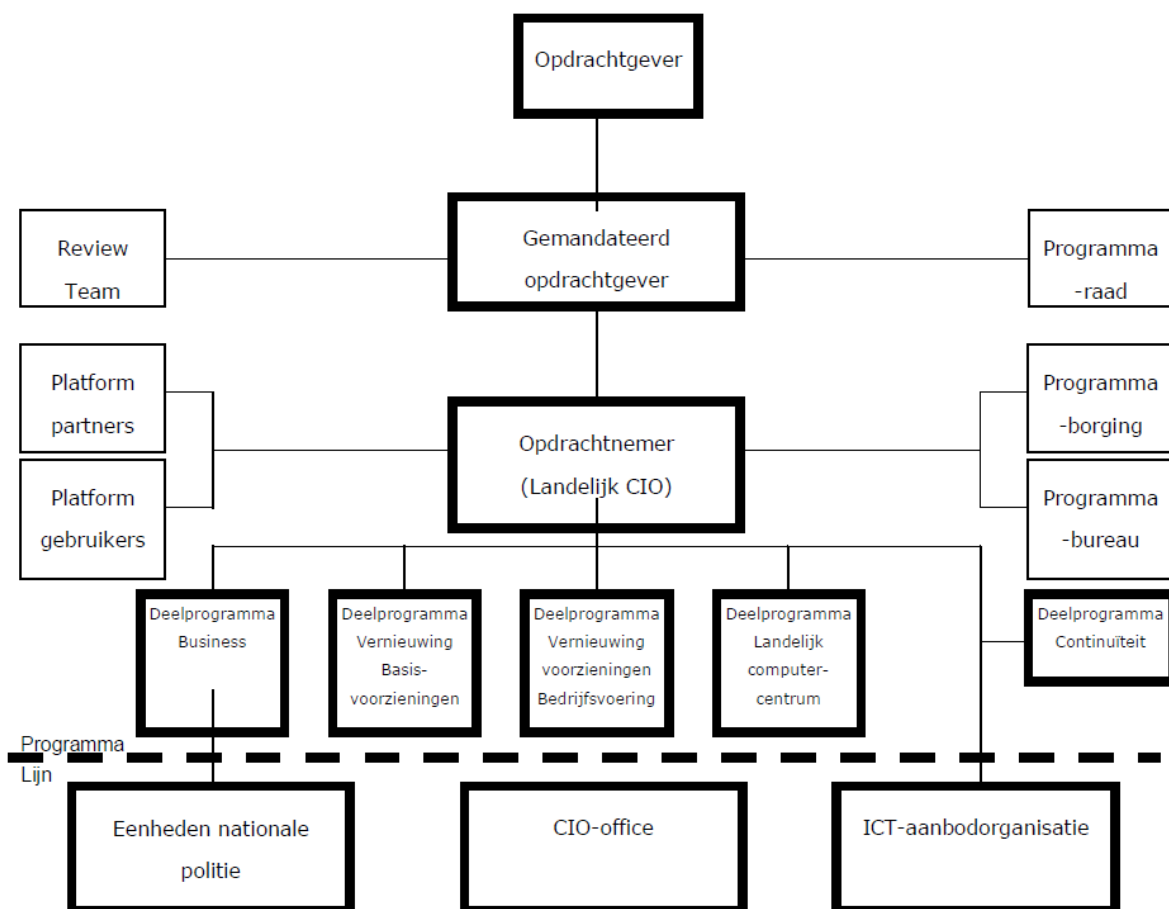 Opdrachtgever
Gemandateerd
opdrachtgever
Review
Team
Programma
-raad
Platform
partners
Programma
-borging
Opdrachtnemer
(Landelijk CIO)
Platform
gebruikers
Programma
-bureau
Deelprogramma
Business
Deelprogramma
Vernieuwing
Basis-
voorzieningen
Deelprogramma
Vernieuwing
voorzieningen
Bedrijfsvoering
Deelprogramma
Landelijk
computer-
centrum
Deelprogramma
Continuïteit
Programma
Lijn
Eenheden nationale
politie
CIO-office
ICT-aanbodorganisatie